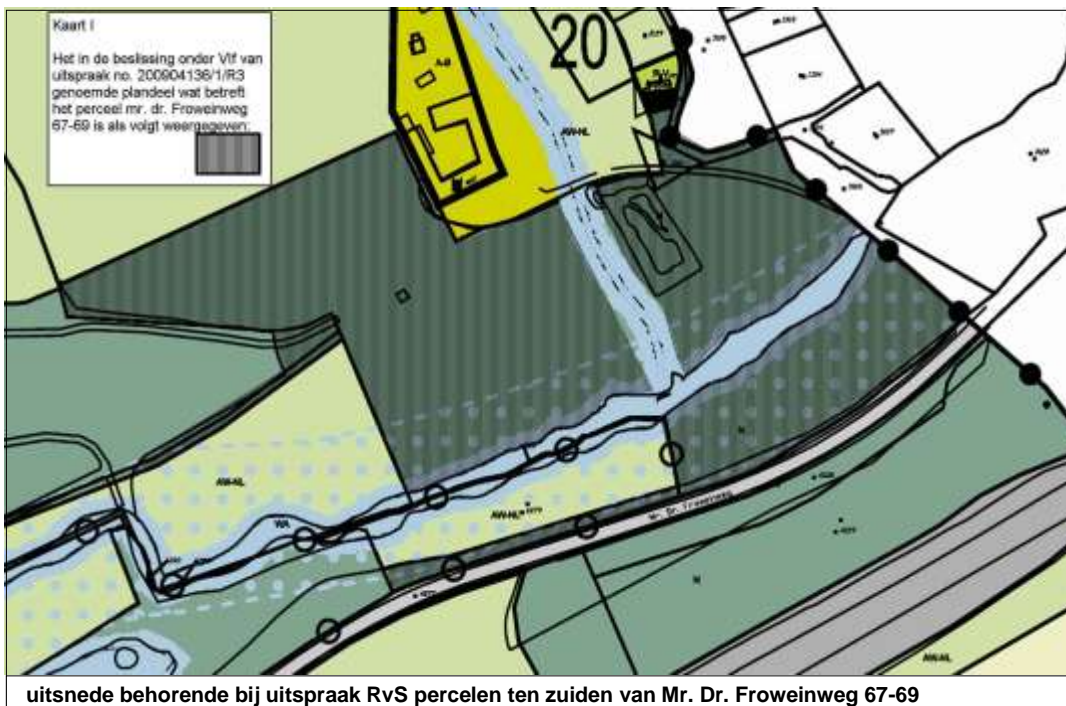 Kaart I
Het in de beslissing onder VIf van
uitspraak no. 200904136/1/R3
genoemde plandeel wat betreft
het perceel mr. dr. Froweinweg
67-69 is als volgt weergegeven:
20
A-B
AW-NL
AW-NL
WA
AW-NL
N
Mr. Dr. Froweinweg
N
AW-NL
uitsnede behorende bij uitspraak RvS percelen ten zuiden van Mr. Dr. Froweinweg 67-69